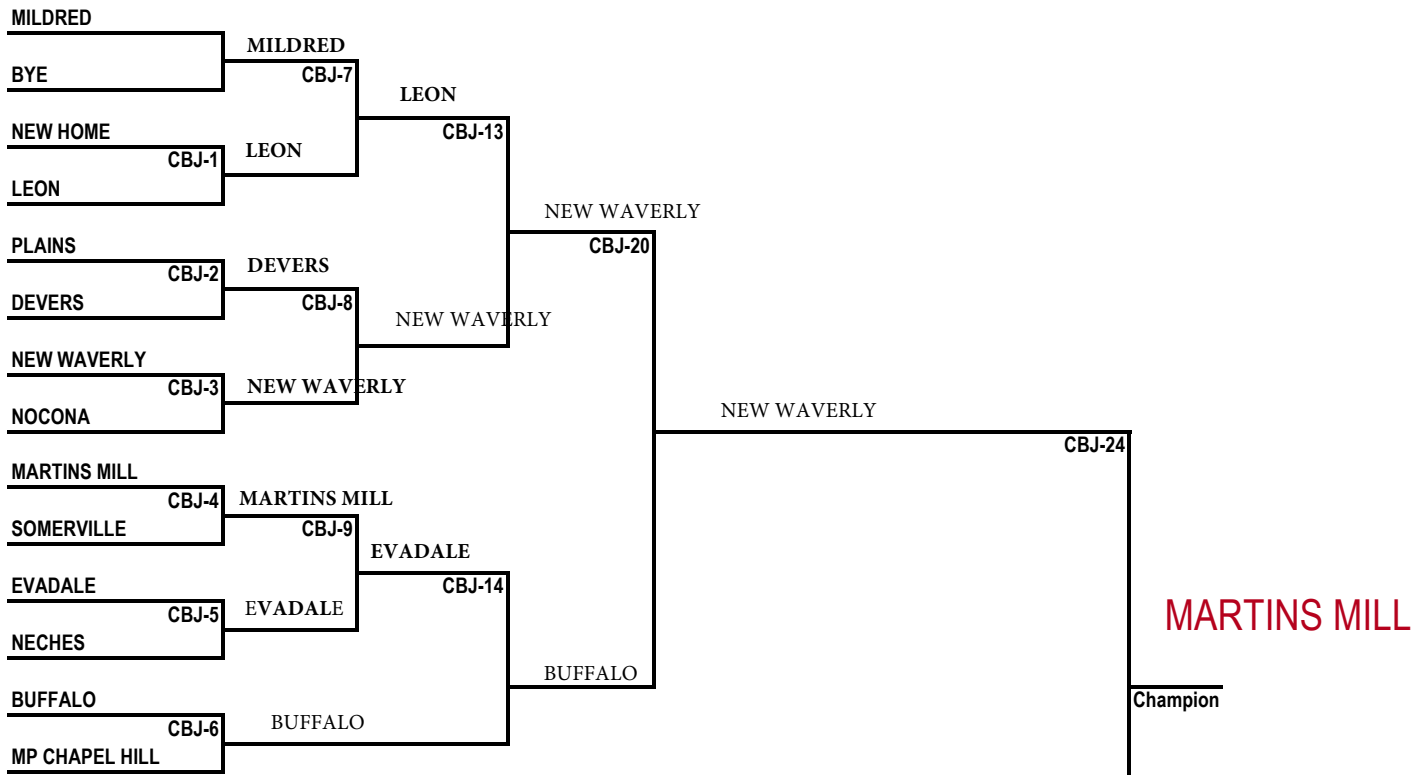 MILDRED
MILDRED
BYE
CBJ-7
LEON
NEW HOME
CBJ-13
CBJ-1
LEON
LEON
NEW WAVERLY
PLAINS
CBJ-20
CBJ-2
DEVERS
DEVERS
CBJ-8
NEW WAVERLY
NEW WAVERLY
CBJ-3
NEW WAVERLY
NOCONA
NEW WAVERLY
CBJ-24
MARTINS MILL
CBJ-4
MARTINS MILL
SOMERVILLE
CBJ-9
EVADALE
EVADALE
CBJ-14
CBJ-5
EVADALE
MARTINS MILL
NECHES
BUFFALO
BUFFALO
Champion
CBJ-6
BUFFALO
MP CHAPEL HILL